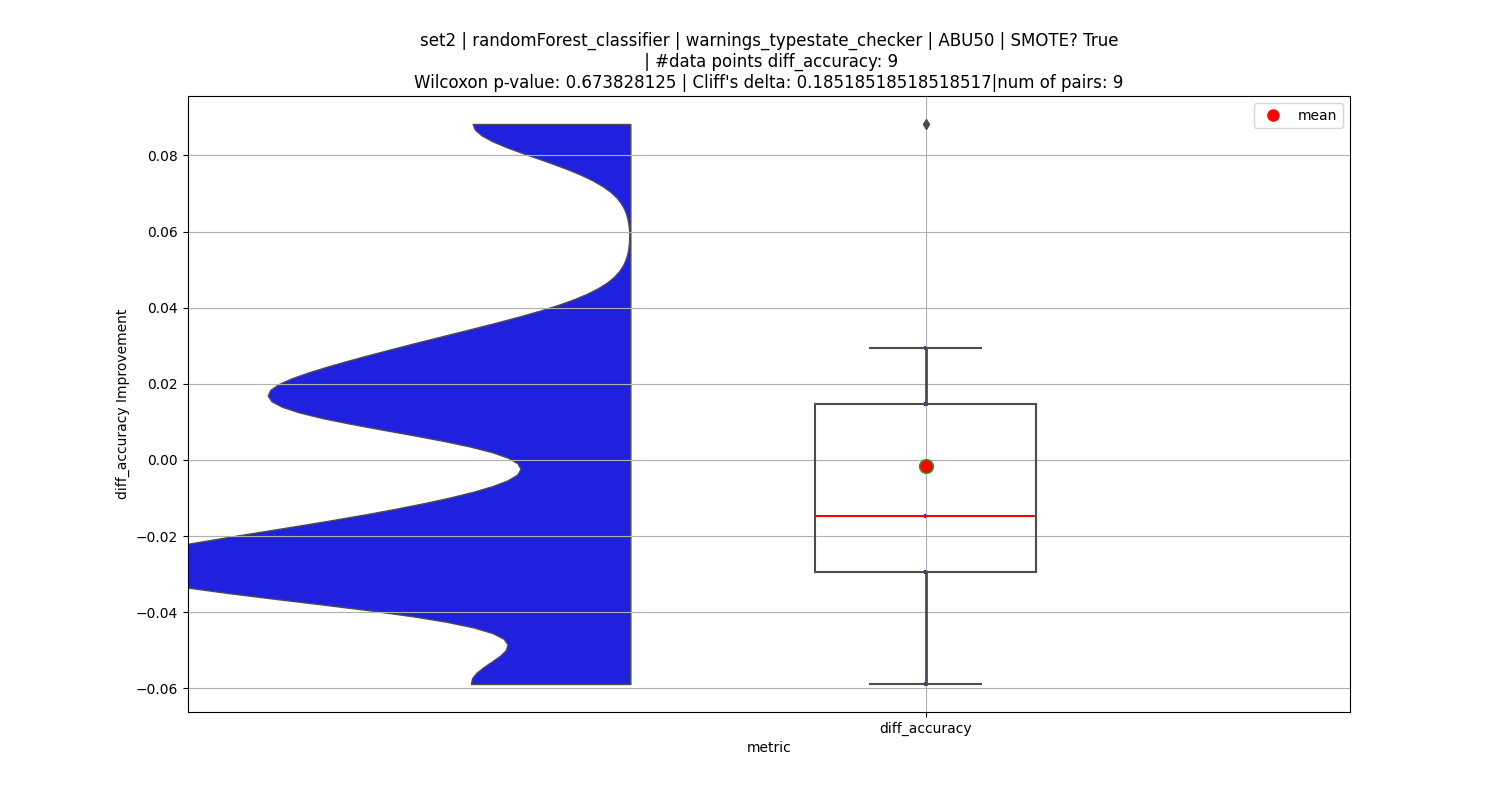 set2 | randomForest_classifier | warnings_typestate_checker | ABU50 | SMOTE? True
| #data points diff_accuracy: 9
Wilcoxon p-value: 0.673828125 | Cliff's delta: 0.18518518518518517|num of pairs: 9
mean
0.08
0.06
0.04
0.02
0.00
−0.02
−0.04
−0.06
diff_accuracy Improvement
diff_accuracy
metric